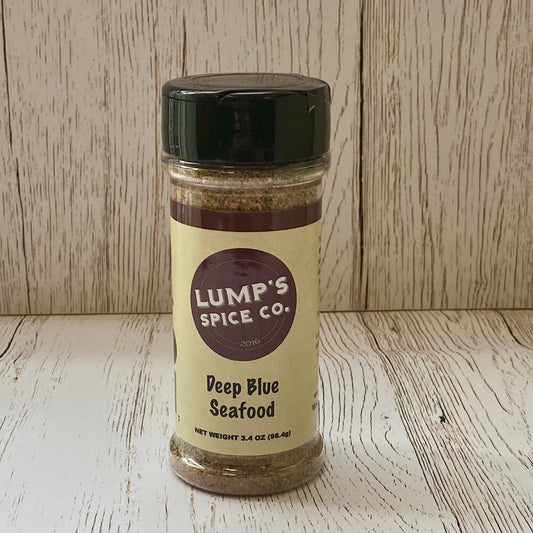 LUMP'S
SPICE CO.
2016
Deep Blue
Seafood
NET WEIGHT 3.4 OZ (96.4g)